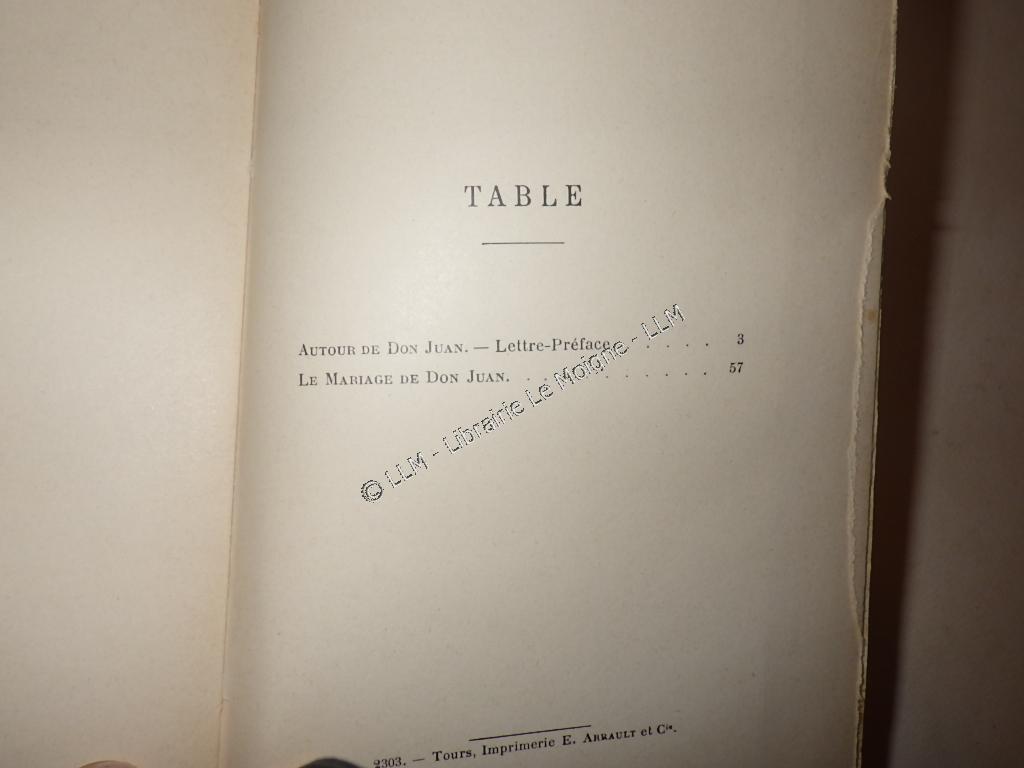 TABLE
AUTOUR DE DON JUAN. — Lettre-Préface . . . . . 3
LE MARIAGE DE DON JUAN. . . . . . . . . . . . 57
© LLM - Librairie Le Moigne - LLM
2303. — Tours, Imprimerie E. ARRAULT et Cie.